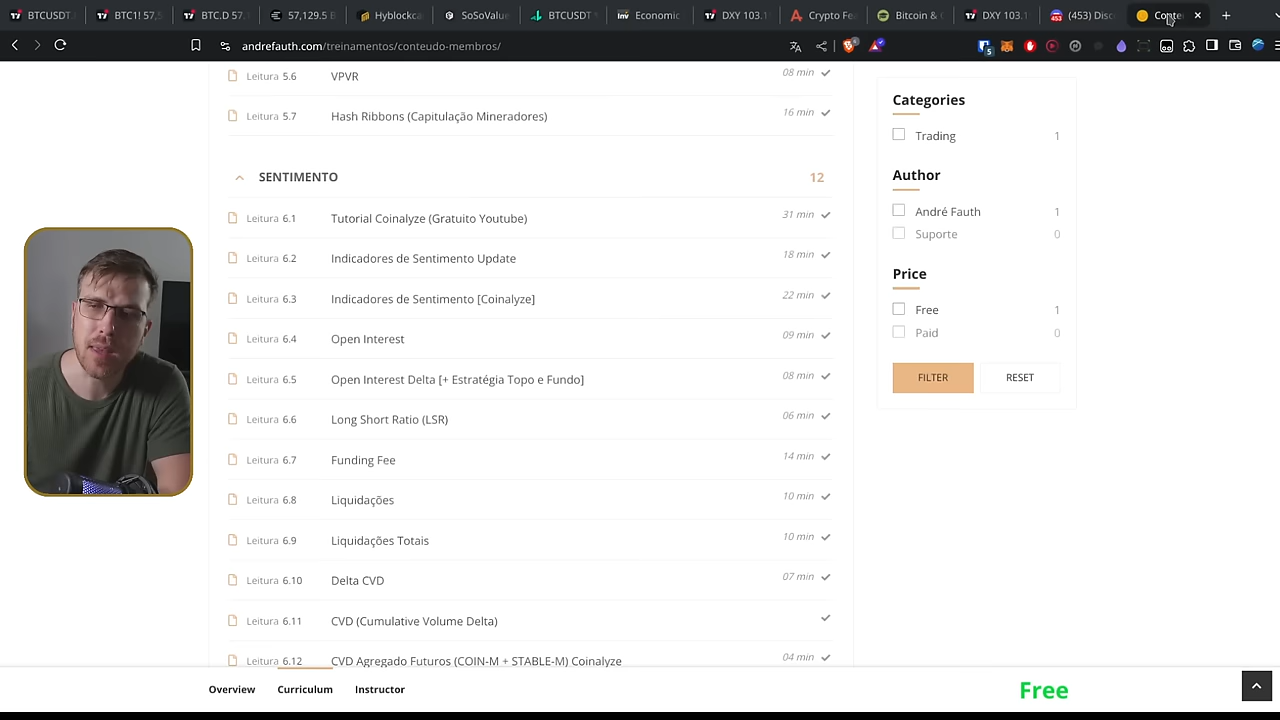 BTCUSDT
BTC1! 57,
BTC.D 57.
57,129.5 B
Hyblockca
SoSoValue
BTCUSDT
Economic
DXY 103.1
Crypto Fea
Bitcoin &
DXY 103.1
(453) Disc
Conte
andrefauth.com/treinamentos/conteudo-membros/
Leitura 5.6 VPVR 08 min
Leitura 5.7 Hash Ribbons (Capitulação Mineradores) 16 min
SENTIMENTO 12
Leitura 6.1 Tutorial Coinalyze (Gratuito Youtube) 31 min
Leitura 6.2 Indicadores de Sentimento Update 18 min
Leitura 6.3 Indicadores de Sentimento [Coinalyze] 22 min
Leitura 6.4 Open Interest 09 min
Leitura 6.5 Open Interest Delta [+ Estratégia Topo e Fundo] 08 min
Leitura 6.6 Long Short Ratio (LSR) 06 min
Leitura 6.7 Funding Fee 14 min
Leitura 6.8 Liquidações 10 min
Leitura 6.9 Liquidações Totais 10 min
Leitura 6.10 Delta CVD 07 min
Leitura 6.11 CVD (Cumulative Volume Delta)
Leitura 6.12 CVD Agregado Futuros (COIN-M + STABLE-M) Coinalyze 04 min
Categories
Trading 1
Author
André Fauth 1
Suporte 0
Price
Free 1
Paid 0
FILTER RESET
Overview Curriculum Instructor Free